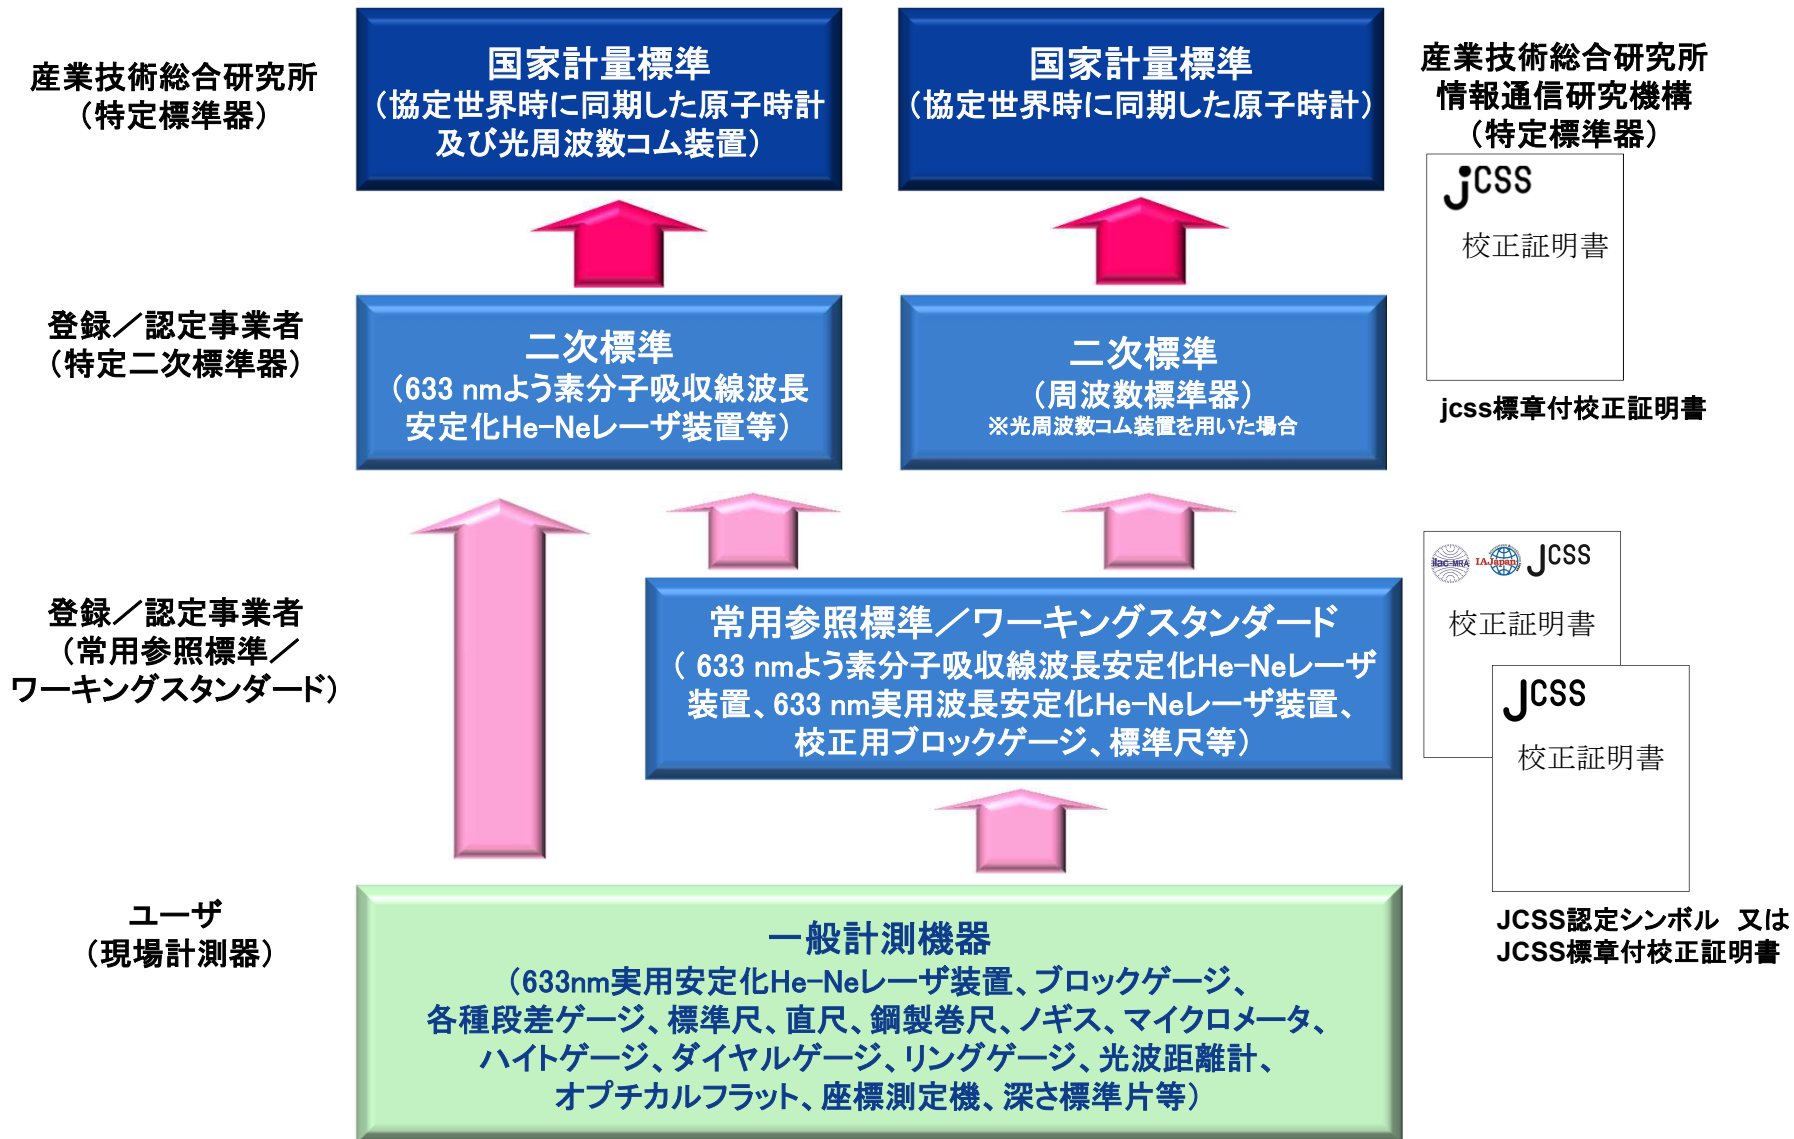 産業技術総合研究所
（特定標準器）
国家計量標準
（協定世界時に同期した原子時計
及び光周波数コム装置）
国家計量標準
（協定世界時に同期した原子時計）
産業技術総合研究所
情報通信研究機構
（特定標準器）
jcss
校正証明書
jcss標章付校正証明書
登録／認定事業者
（特定二次標準器）
二次標準
（633 nmよう素分子吸収線波長
安定化He-Neレーザ装置等）
二次標準
（周波数標準器）
※光周波数コム装置を用いた場合
登録／認定事業者
（常用参照標準／
ワーキングスタンダード）
常用参照標準／ワーキングスタンダード
（ 633 nmよう素分子吸収線波長安定化He-Neレーザ
装置、633 nm実用波長安定化He-Neレーザ装置、
校正用ブロックゲージ、標準尺等）
ilac-MRA IAJapan JCSS
校正証明書
JCSS
校正証明書
JCSS認定シンボル 又は
JCSS標章付校正証明書
ユーザ
（現場計測器）
一般計測機器
（633nm実用安定化He-Neレーザ装置、ブロックゲージ、
各種段差ゲージ、標準尺、直尺、鋼製巻尺、ノギス、マイクロメータ、
ハイトゲージ、ダイヤルゲージ、リングゲージ、光波距離計、
オプチカルフラット、座標測定機、深さ標準片等）